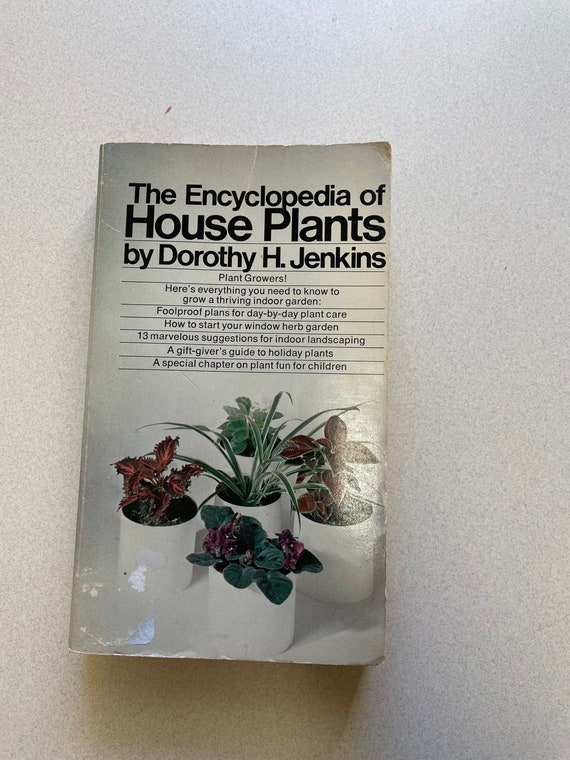 The Encyclopedia of
House Plants
by Dorothy H. Jenkins
Plant Growers!
Here's everything you need to know to
grow a thriving indoor garden:
Foolproof plans for day-by-day plant care
How to start your window herb garden
13 marvelous suggestions for indoor landscaping
A gift-giver's guide to holiday plants
A special chapter on plant fun for children